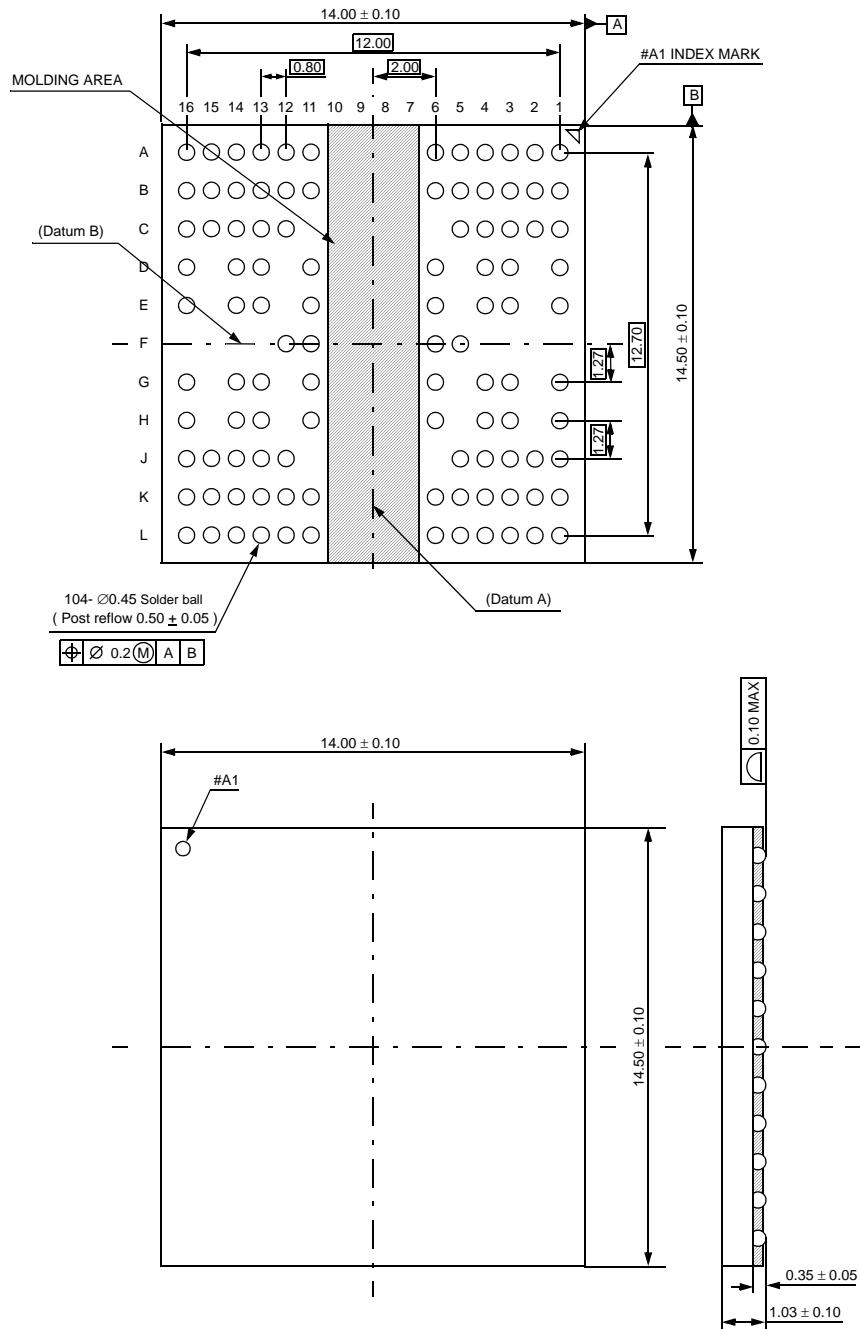 14.00 ± 0.10
A
12.00
#A1 INDEX MARK
0.80
2.00
MOLDING AREA
B
16 15 14 13 12 11 10 9 8 7 6 5 4 3 2 1
A
B
C
(Datum B)
D
E
F
G
H
J
K
L
1.27
1.27
12.70
14.50 ± 0.10
104- ∅0.45 Solder ball
( Post reflow 0.50 ± 0.05 )
(Datum A)
⌖ ∅ 0.2 Ⓜ A B
0.10 MAX
14.00 ± 0.10
#A1
14.50 ± 0.10
0.35 ± 0.05
1.03 ± 0.10